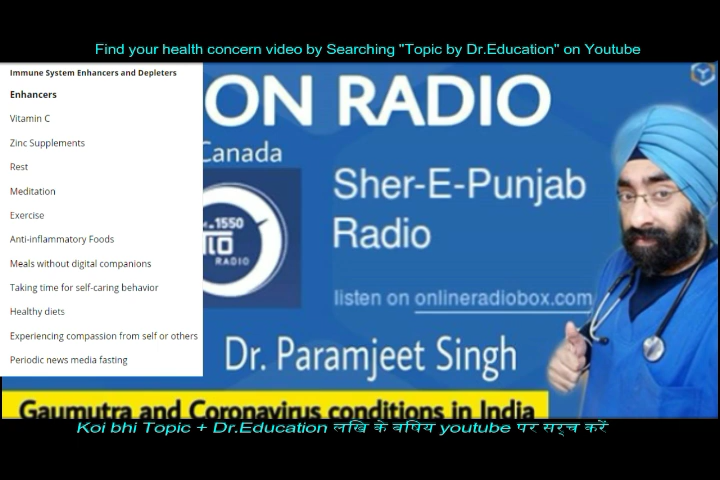 Find your health concern video by Searching "Topic by Dr.Education" on Youtube
Immune System Enhancers and Depleters
Enhancers
Vitamin C
Zinc Supplements
Rest
Meditation
Exercise
Anti-inflammatory Foods
Meals without digital companions
Taking time for self-caring behavior
Healthy diets
Experiencing compassion from self or others
Periodic news media fasting
ON RADIO
Canada
1550
RADIO
Sher-E-Punjab
Radio
listen on onlineradiobox.com
Dr. Paramjeet Singh
Gaumutra and Coronavirus conditions in India
Koi bhi Topic + Dr.Education लखि के बषिय youtube पर सर्च करें